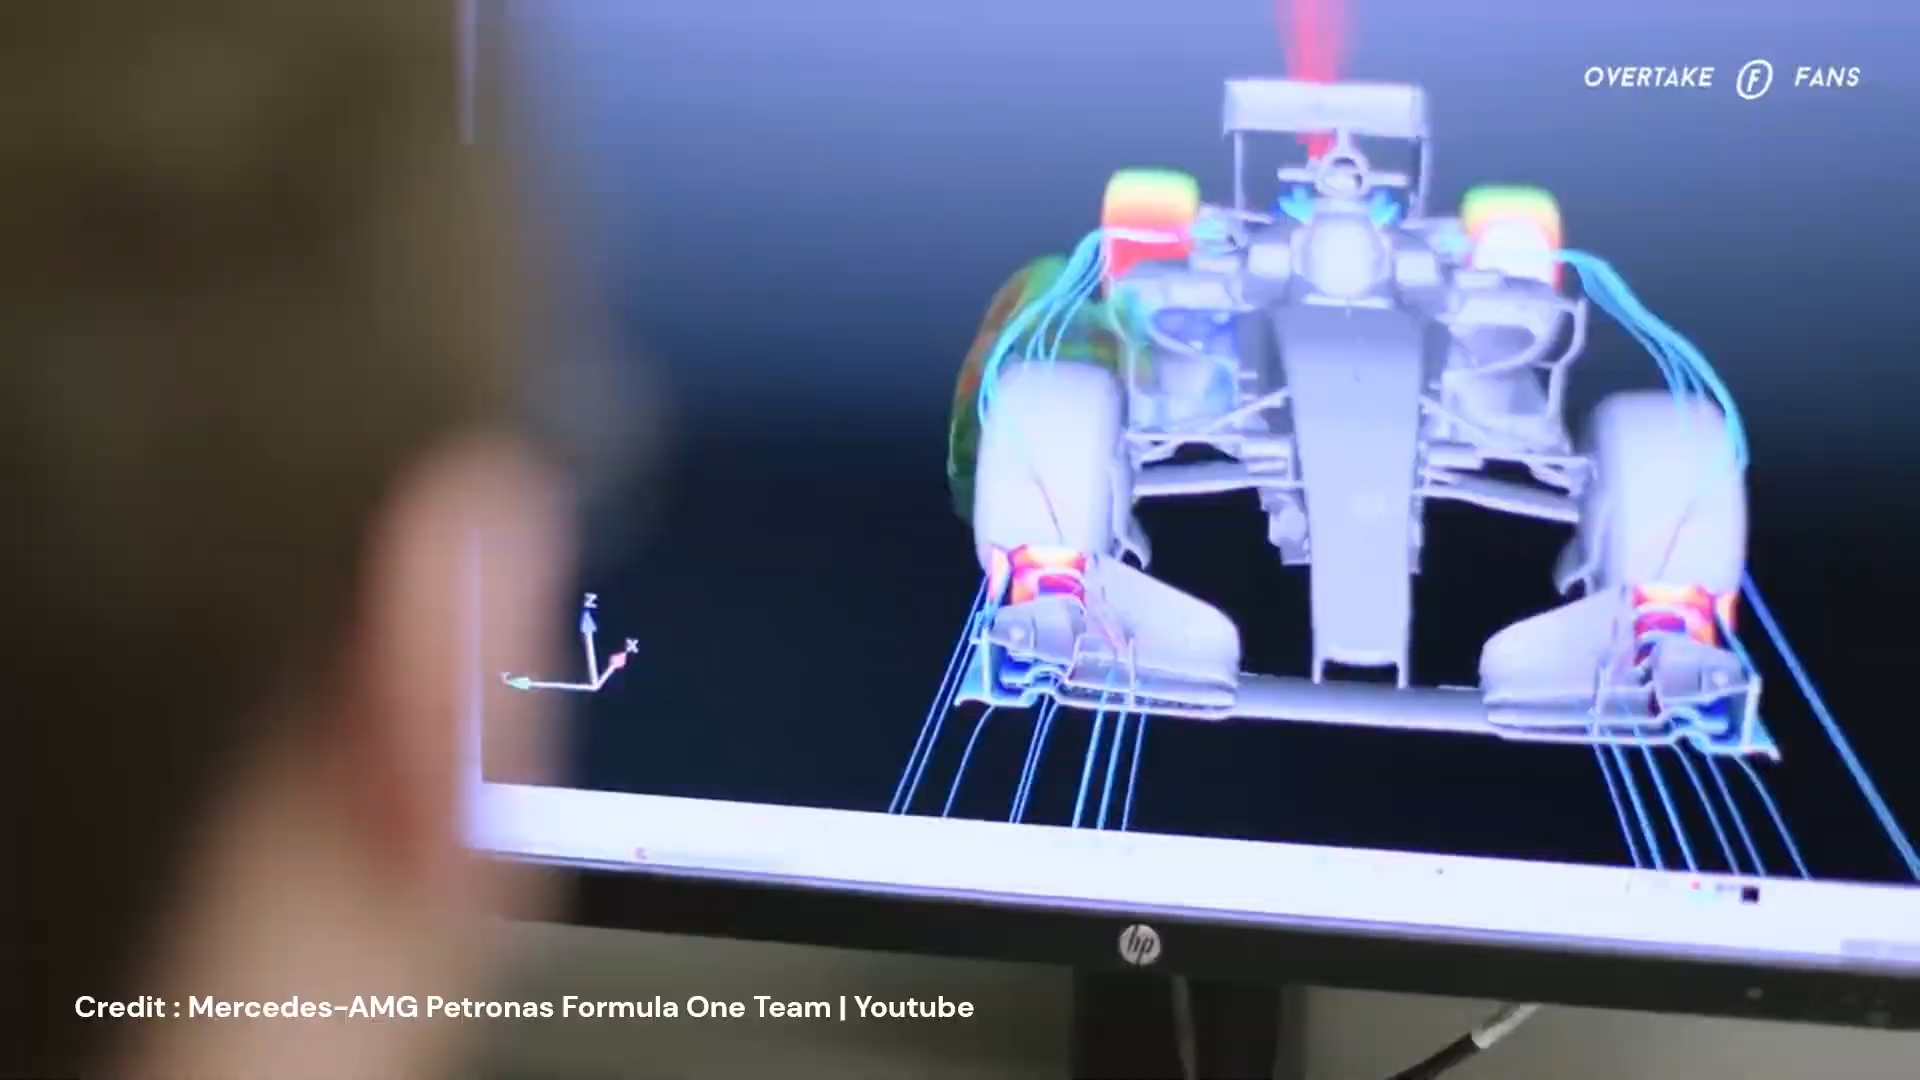 OVERTAKE F FANS
Z
X
hp
Credit : Mercedes-AMG Petronas Formula One Team | Youtube